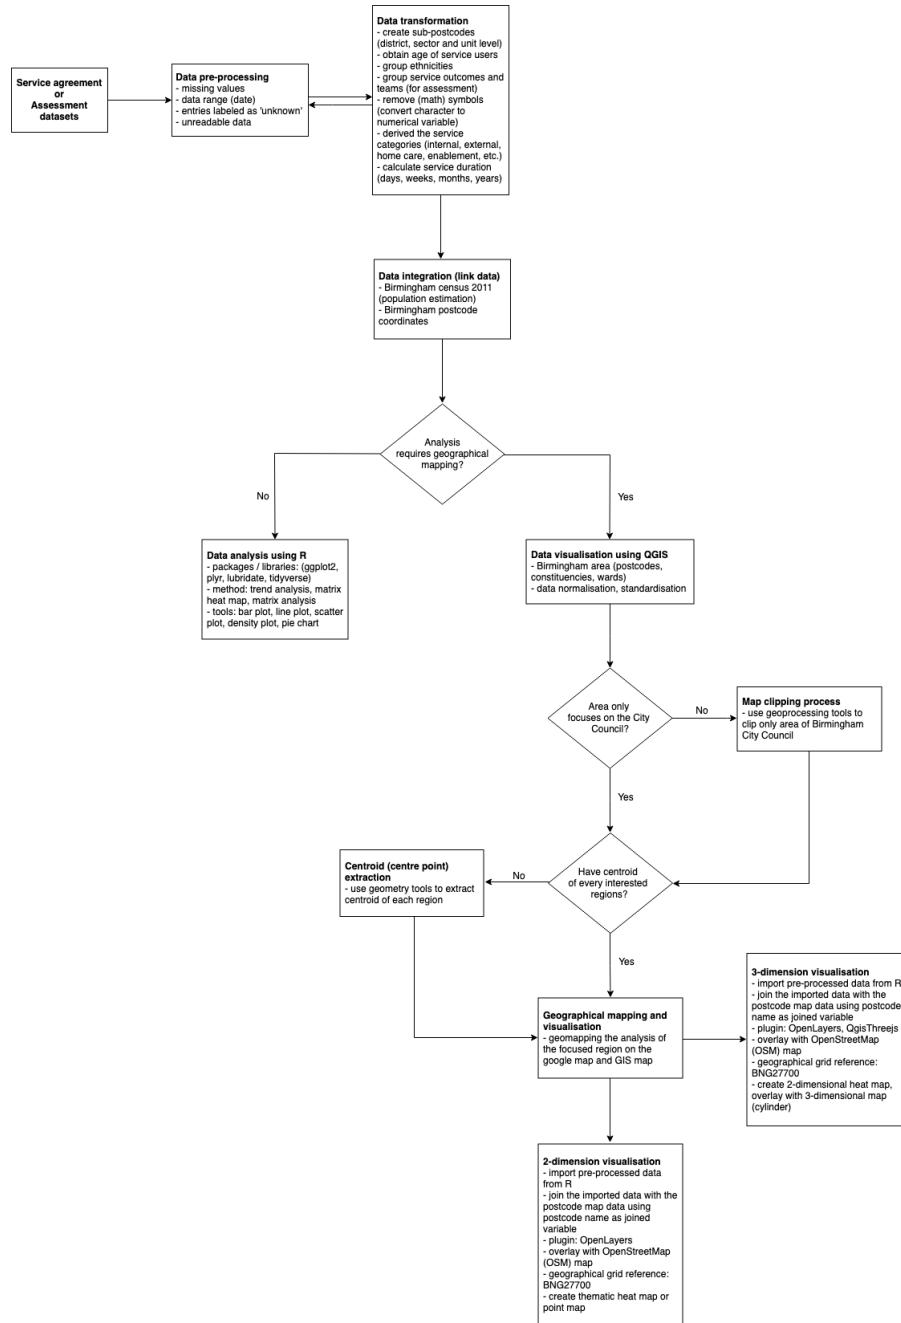 Service agreement
or
Assessment
datasets
Data pre-processing
- missing values
- data range (date)
- entries labeled as 'unknown'
- unreadable data
Data transformation
- create sub-postcodes
(district, sector and unit level)
- obtain age of service users
- group ethnicities
- group service outcomes and
teams (for assessment)
- remove (math) symbols
(convert character to
numerical variable)
- derived the service
categories (internal, external,
home care, enablement, etc.)
- calculate service duration
(days, weeks, months, years)
Data integration (link data)
- Birmingham census 2011
(population estimation)
- Birmingham postcode
coordinates
Analysis
requires geographical
mapping?
No
Yes
Data analysis using R
- packages / libraries: (ggplot2,
plyr, lubridate, tidyverse)
- method: trend analysis, matrix
heat map, matrix analysis
- tools: bar plot, line plot, scatter
plot, density plot, pie chart
Data visualisation using QGIS
- Birmingham area (postcodes,
constituencies, wards)
- data normalisation, standardisation
Area only
focuses on the City
Council?
No
Map clipping process
- use geoprocessing tools to
clip only area of Birmingham
City Council
Yes
Have centroid
of every interested
regions?
No
Centroid (centre point)
extraction
- use geometry tools to extract
centroid of each region
Yes
Geographical mapping and
visualisation
- geomapping the analysis of
the focused region on the
google map and GIS map
3-dimension visualisation
- import pre-processed data from R
- join the imported data with the
postcode map data using postcode
name as joined variable
- plugin: OpenLayers, QgisThreejs
- overlay with OpenStreetMap
(OSM) map
- geographical grid reference:
BNG27700
- create 2-dimensional heat map,
overlay with 3-dimensional map
(cylinder)
2-dimension visualisation
- import pre-processed data
from R
- join the imported data with the
postcode map data using
postcode name as joined
variable
- plugin: OpenLayers
- overlay with OpenStreetMap
(OSM) map
- geographical grid reference:
BNG27700
- create thematic heat map or
point map